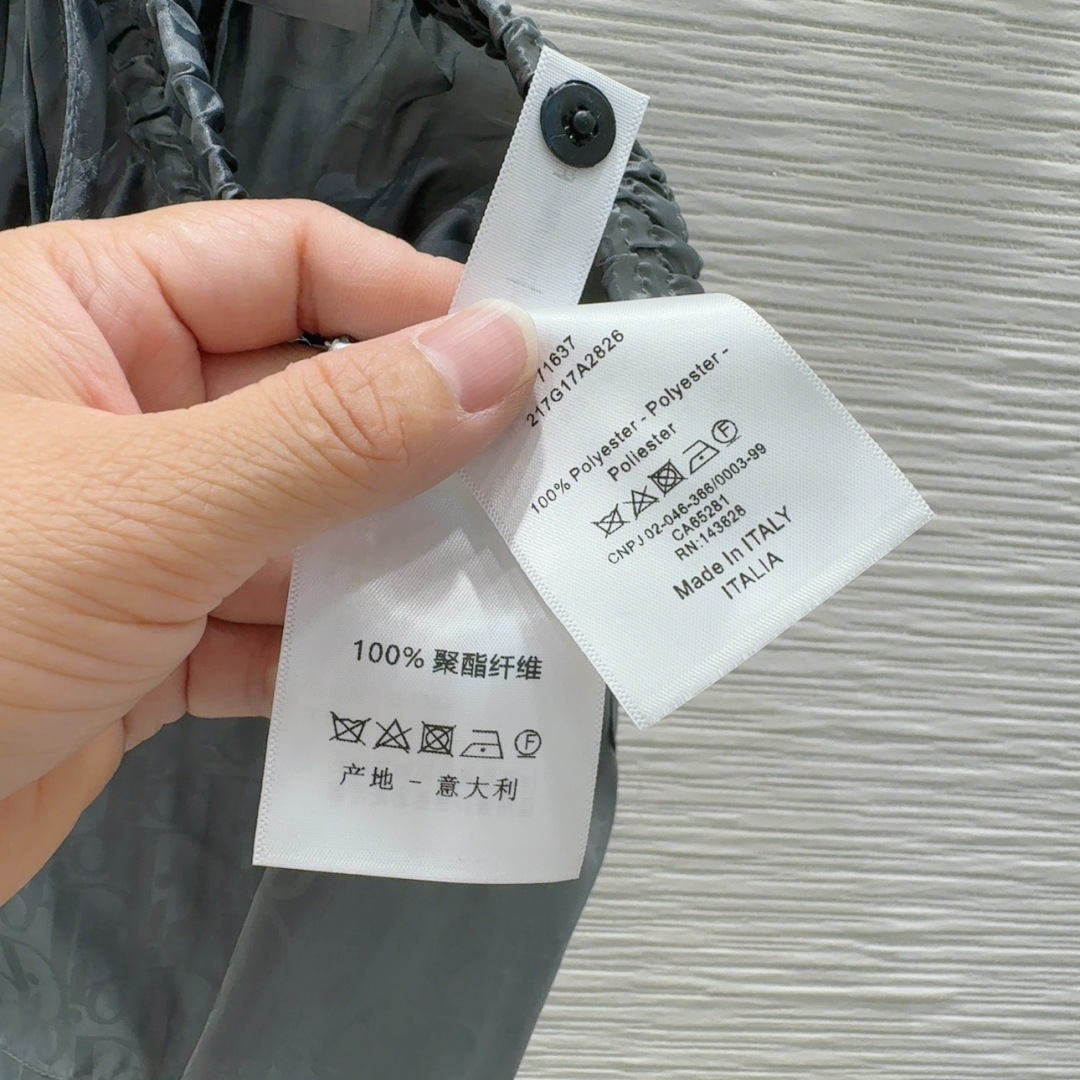 71637
217G17A2826
100% Polyester - Polyester -
Poliester
F
CNPJ 02-046-366/0003-99
CA65281
RN:143828
Made In ITALY
ITALIA
100% 聚酯纤维
F
产地 - 意大利